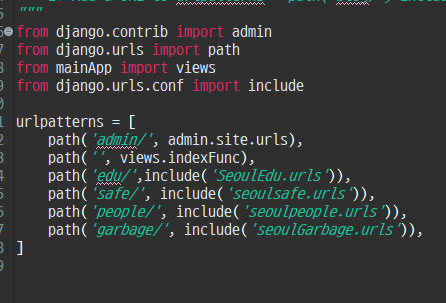 """
from django.contrib import admin
from django.urls import path
from mainApp import views
from django.urls.conf import include
urlpatterns = [
path('admin/', admin.site.urls),
path('', views.indexFunc),
path('edu/',include('SeoulEdu.urls')),
path('safe/', include('seoulsafe.urls')),
path('people/', include('seoulpeople.urls')),
path('garbage/', include('seoulGarbage.urls')),
]